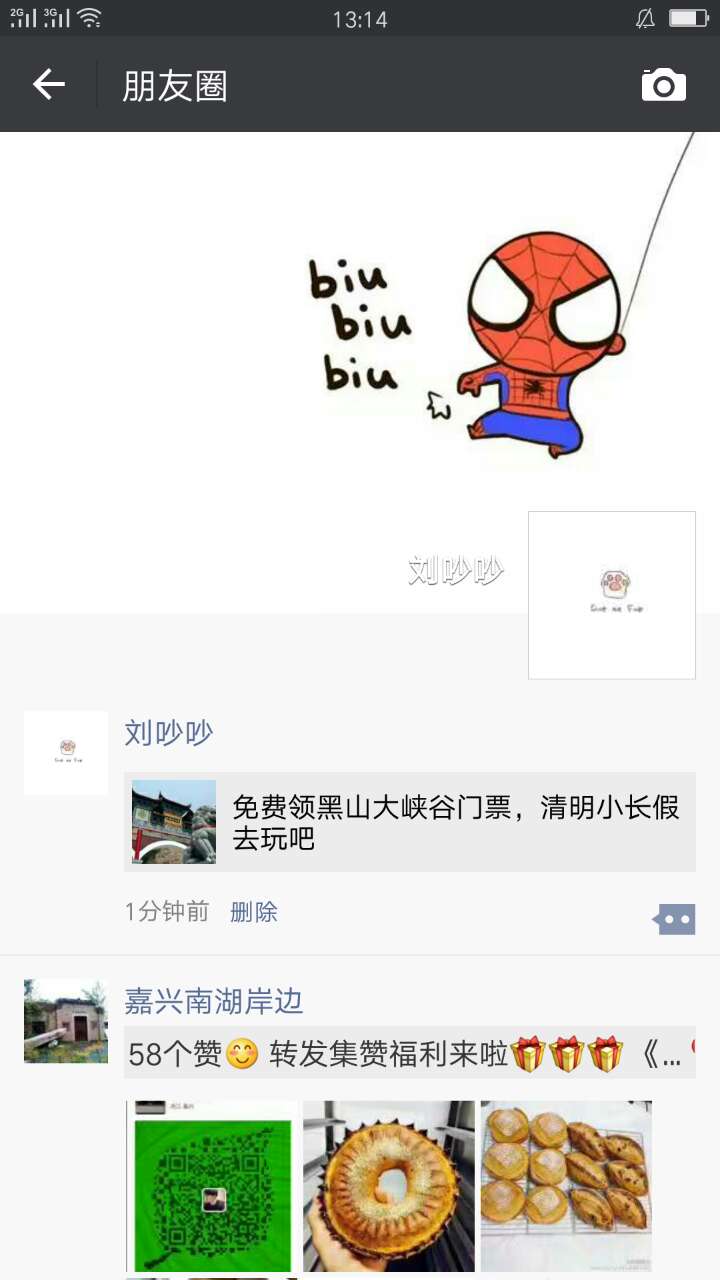 2G 3G 13:14
朋友圈
biu
biu
biu
刘吵吵
Give me Five
刘吵吵
免费领黑山大峡谷门票，清明小长假
去玩吧
1分钟前 删除
嘉兴南湖岸边
58个赞😊 转发集赞福利来啦🎁🎁🎁 《...